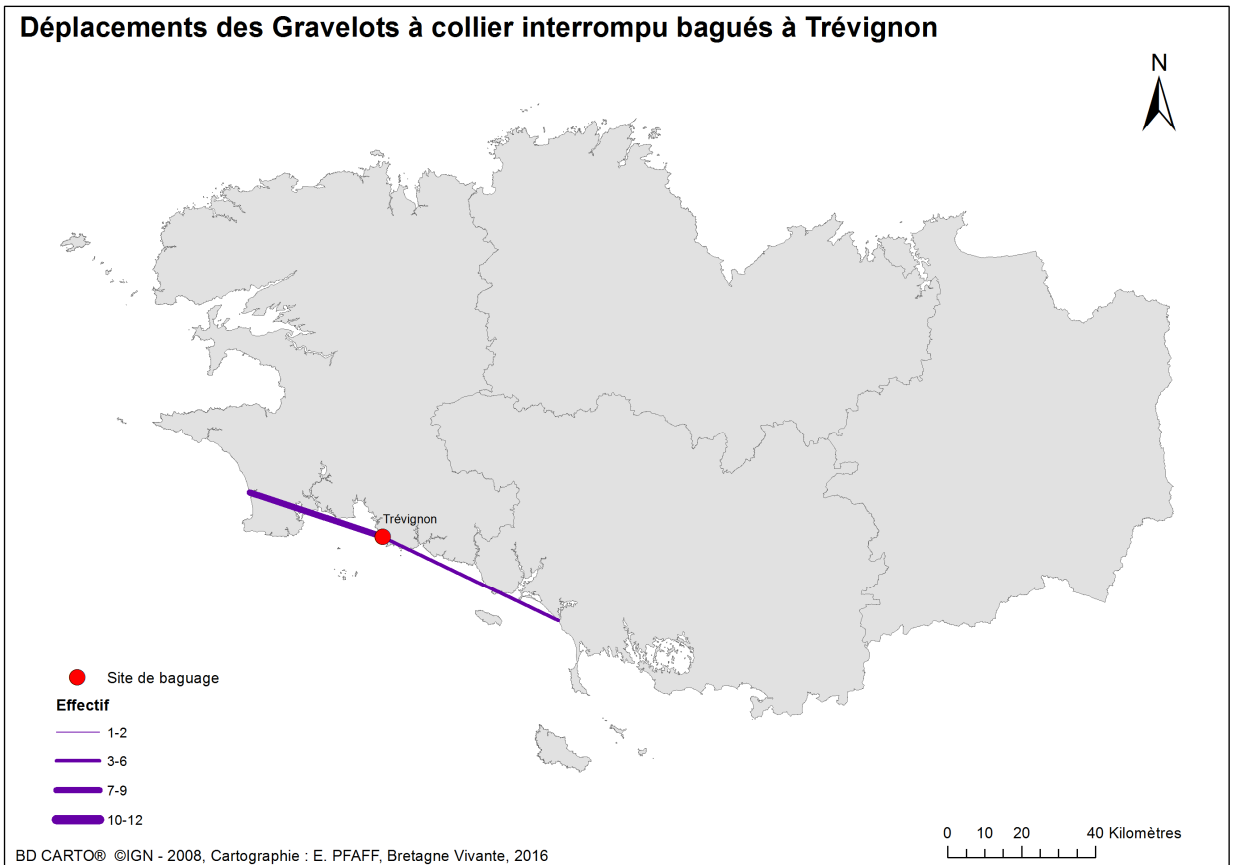 Déplacements des Gravelots à collier interrompu bagués à Trévignon
N
Trévignon
Site de baguage
Effectif
1-2
3-6
7-9
10-12
0 10 20 40 Kilomètres
BD CARTO® ©IGN - 2008, Cartographie : E. PFAFF, Bretagne Vivante, 2016